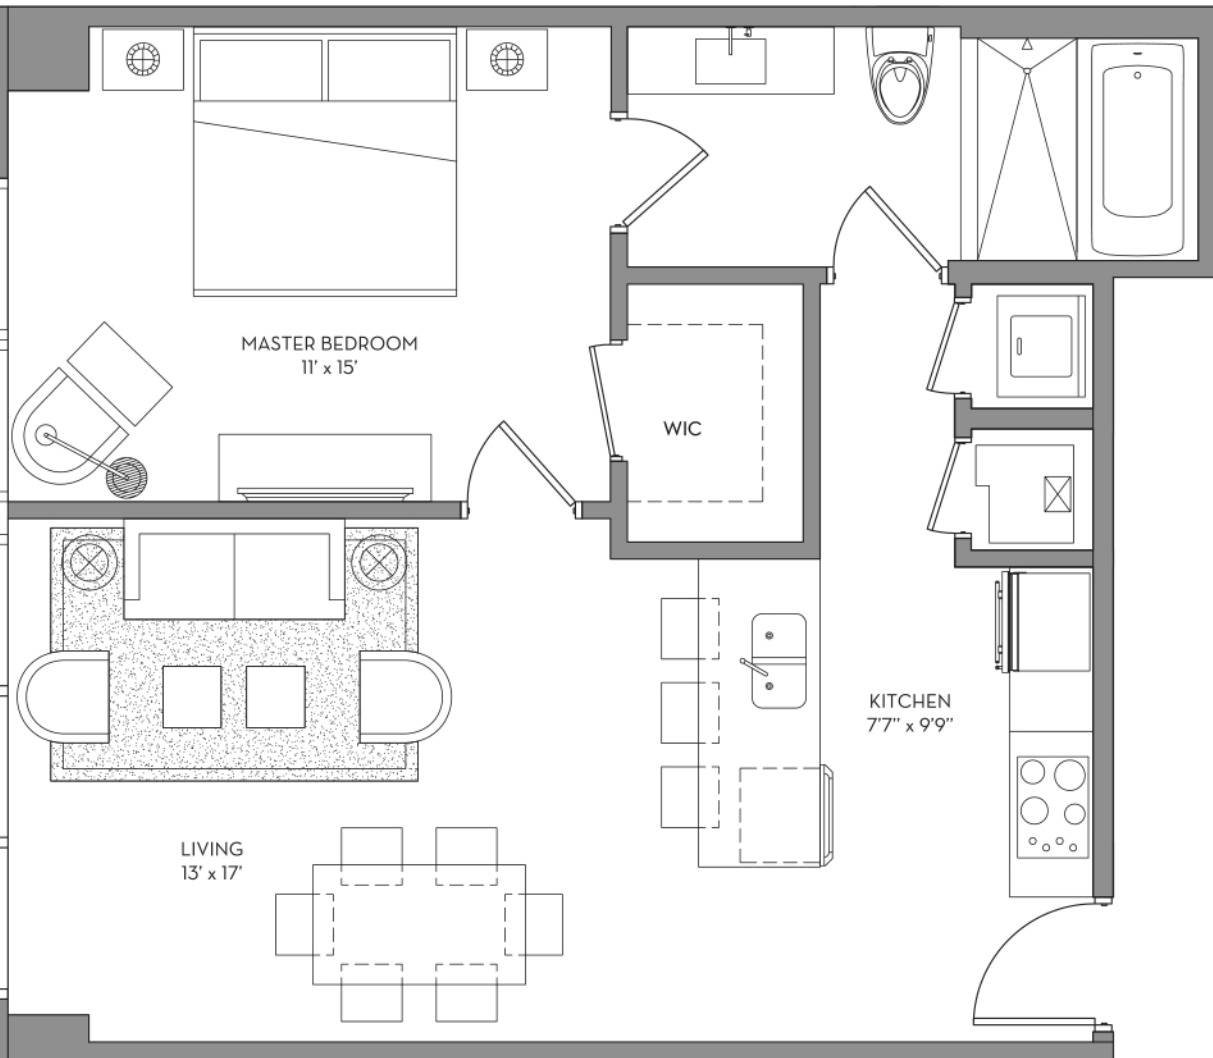 MASTER BEDROOM
11’ x 15’
WIC
KITCHEN
7’7” x 9’9”
LIVING
13’ x 17’